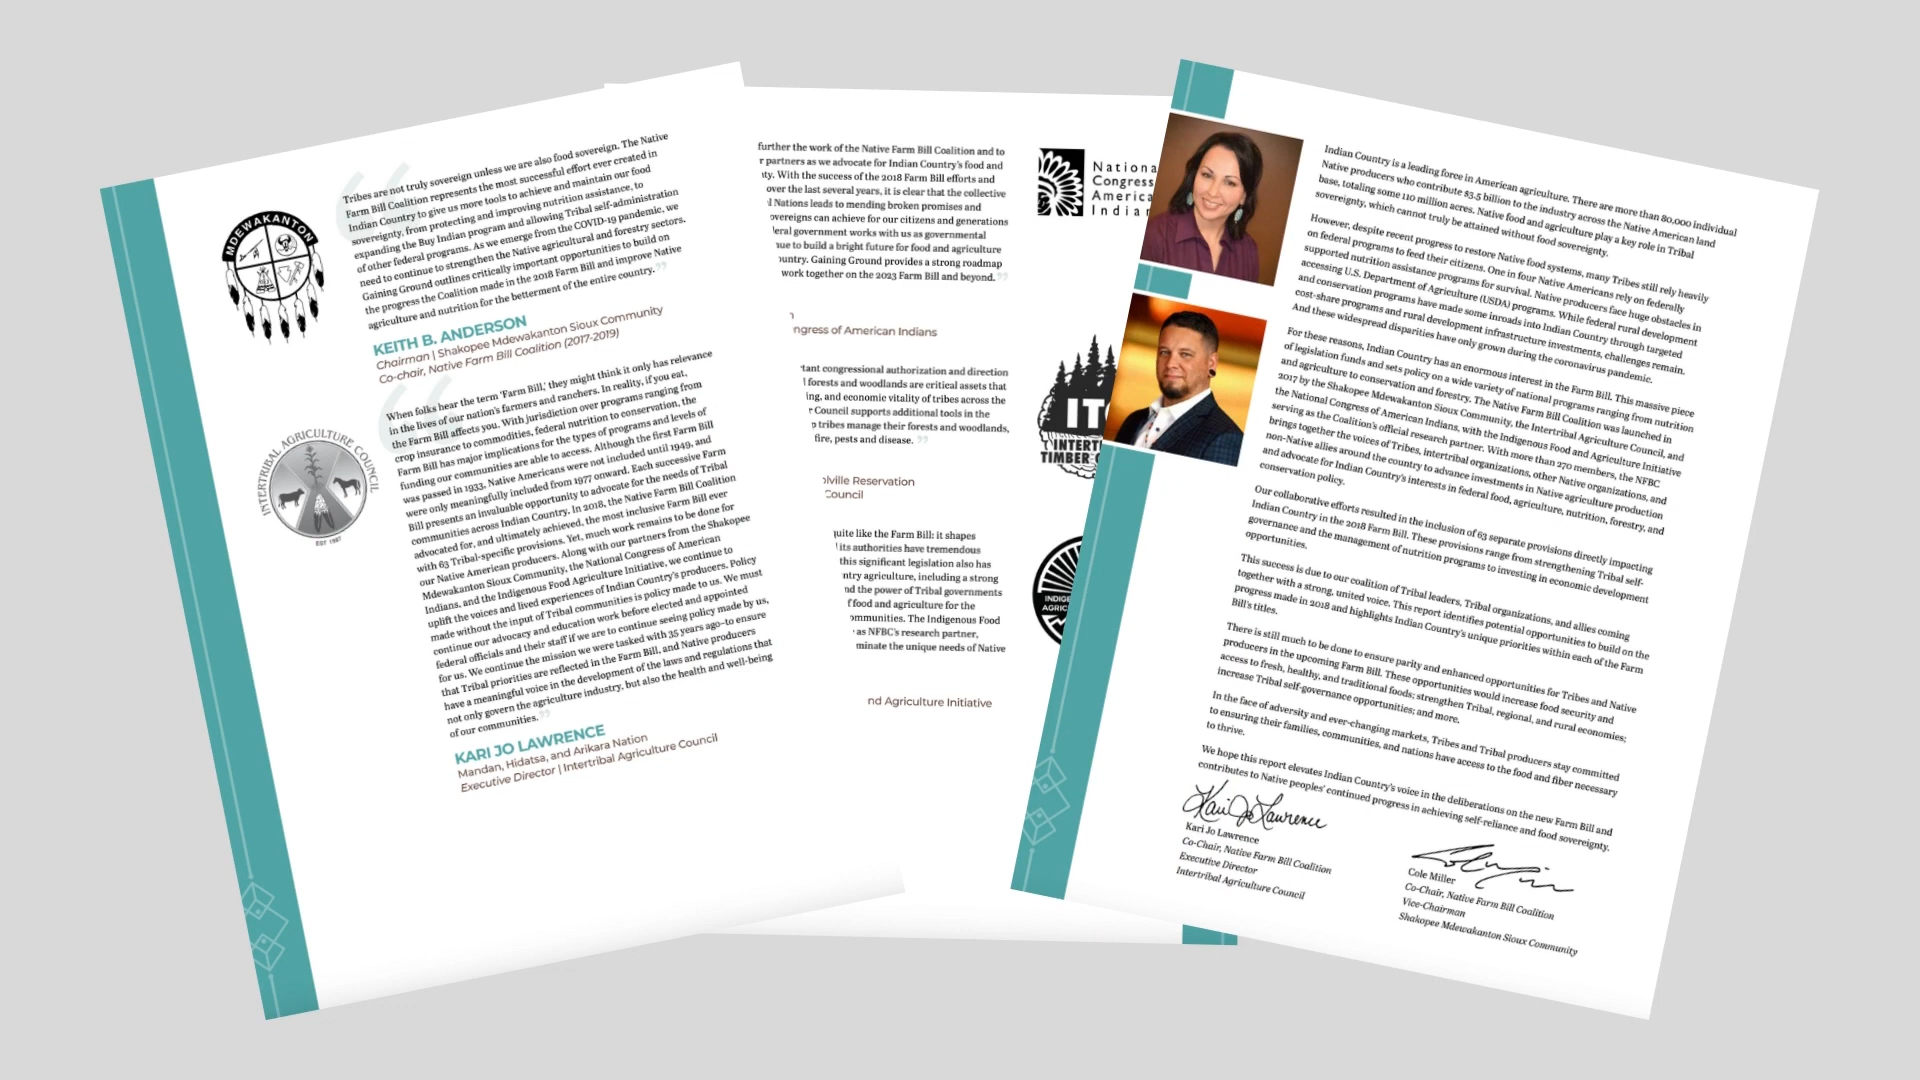 MDEWAKANTON
Tribes are not truly sovereign unless we are also food sovereign. The Native
Farm Bill Coalition represents the most successful effort ever created in
Indian Country to give us more tools to achieve and maintain our food
sovereignty, from protecting and improving nutrition assistance, to
expanding the Buy Indian program and allowing Tribal self-administration
of other federal programs. As we emerge from the COVID-19 pandemic, we
need to continue to strengthen the Native agricultural and forestry sectors.
Gaining Ground outlines critically important opportunities to build on
the progress the Coalition made in the 2018 Farm Bill and improve Native
agriculture and nutrition for the betterment of the entire country.”
KEITH B. ANDERSON
Chairman | Shakopee Mdewakanton Sioux Community
Co-chair, Native Farm Bill Coalition (2017-2019)
INTERTRIBAL AGRICULTURE COUNCIL
EST 1987
When folks hear the term ‘Farm Bill,’ they might think it only has relevance
in the lives of our nation’s farmers and ranchers. In reality, if you eat,
the Farm Bill affects you. With jurisdiction over programs ranging from
crop insurance to commodities, federal nutrition to conservation, the
Farm Bill has major implications for the types of programs and levels of
funding our communities are able to access. Although the first Farm Bill
was passed in 1933, Native Americans were not included until 1949, and
were only meaningfully included from 1977 onward. Each successive Farm
Bill presents an invaluable opportunity to advocate for the needs of Tribal
communities across Indian Country. In 2018, the Native Farm Bill Coalition
advocated for, and ultimately achieved, the most inclusive Farm Bill ever
with 63 Tribal-specific provisions. Yet, much work remains to be done for
our Native American producers. Along with our partners from the Shakopee
Mdewakanton Sioux Community, the National Congress of American
Indians, and the Indigenous Food Agriculture Initiative, we continue to
uplift the voices and lived experiences of Indian Country’s producers. Policy
made without the input of Tribal communities is policy made to us. We must
continue our advocacy and education work before elected and appointed
federal officials and their staff if we are to continue seeing policy made by us,
for us. We continue the mission we were tasked with 35 years ago–to ensure
that Tribal priorities are reflected in the Farm Bill, and Native producers
have a meaningful voice in the development of the laws and regulations that
not only govern the agriculture industry, but also the health and well-being
of our communities.”
KARI JO LAWRENCE
Mandan, Hidatsa, and Arikara Nation
Executive Director | Intertribal Agriculture Council
further the work of the Native Farm Bill Coalition and to
r partners as we advocate for Indian Country’s food and
nty. With the success of the 2018 Farm Bill efforts and
over the last several years, it is clear that the collective
l Nations leads to mending broken promises and
overeigns can achieve for our citizens and generations
leral government works with us as governmental
nue to build a bright future for food and agriculture
ountry. Gaining Ground provides a strong roadmap
work together on the 2023 Farm Bill and beyond.”
ngress of American Indians
Nationa
Congres
America
Indian
tant congressional authorization and direction
l forests and woodlands are critical assets that
ing, and economic vitality of tribes across the
r Council supports additional tools in the
p tribes manage their forests and woodlands,
fire, pests and disease.”
lville Reservation
Council
INTERT
TIMBER
uite like the Farm Bill: it shapes
its authorities have tremendous
this significant legislation also has
ntry agriculture, including a strong
nd the power of Tribal governments
f food and agriculture for the
ommunities. The Indigenous Food
as NFBC’s research partner,
minate the unique needs of Native
nd Agriculture Initiative
INDIGE
AGRIC
Indian Country is a leading force in American agriculture. There are more than 80,000 individual
Native producers who contribute $3.5 billion to the industry across the Native American land
base, totaling some 110 million acres. Native food and agriculture play a key role in Tribal
sovereignty, which cannot truly be attained without food sovereignty.
However, despite recent progress to restore Native food systems, many Tribes still rely heavily
on federal programs to feed their citizens. One in four Native Americans rely on federally
supported nutrition assistance programs for survival. Native producers face huge obstacles in
accessing U.S. Department of Agriculture (USDA) programs. While federal rural development
and conservation programs have made some inroads into Indian Country through targeted
cost-share programs and rural development infrastructure investments, challenges remain.
And these widespread disparities have only grown during the coronavirus pandemic.
For these reasons, Indian Country has an enormous interest in the Farm Bill. This massive piece
of legislation funds and sets policy on a wide variety of national programs ranging from nutrition
and agriculture to conservation and forestry. The Native Farm Bill Coalition was launched in
2017 by the Shakopee Mdewakanton Sioux Community, the Intertribal Agriculture Council, and
the National Congress of American Indians, with the Indigenous Food and Agriculture Initiative
serving as the Coalition’s official research partner. With more than 270 members, the NFBC
brings together the voices of Tribes, intertribal organizations, other Native organizations, and
non-Native allies around the country to advance investments in Native agriculture production
and advocate for Indian Country’s interests in federal food, agriculture, nutrition, forestry, and
conservation policy.
Our collaborative efforts resulted in the inclusion of 63 separate provisions directly impacting
Indian Country in the 2018 Farm Bill. These provisions range from strengthening Tribal self-
governance and the management of nutrition programs to investing in economic development
opportunities.
This success is due to our coalition of Tribal leaders, Tribal organizations, and allies coming
together with a strong, united voice. This report identifies potential opportunities to build on the
progress made in 2018 and highlights Indian Country’s unique priorities within each of the Farm
Bill’s titles.
There is still much to be done to ensure parity and enhanced opportunities for Tribes and Native
producers in the upcoming Farm Bill. These opportunities would increase food security and
access to fresh, healthy, and traditional foods; strengthen Tribal, regional, and rural economies;
increase Tribal self-governance opportunities; and more.
In the face of adversity and ever-changing markets, Tribes and Tribal producers stay committed
to ensuring their families, communities, and nations have access to the food and fiber necessary
to thrive.
We hope this report elevates Indian Country’s voice in the deliberations on the new Farm Bill and
contributes to Native peoples’ continued progress in achieving self-reliance and food sovereignty.
Kari Jo Lawrence
Kari Jo Lawrence
Co-Chair, Native Farm Bill Coalition
Executive Director
Intertribal Agriculture Council
Cole Miller
Co-Chair, Native Farm Bill Coalition
Vice-Chairman
Shakopee Mdewakanton Sioux Community